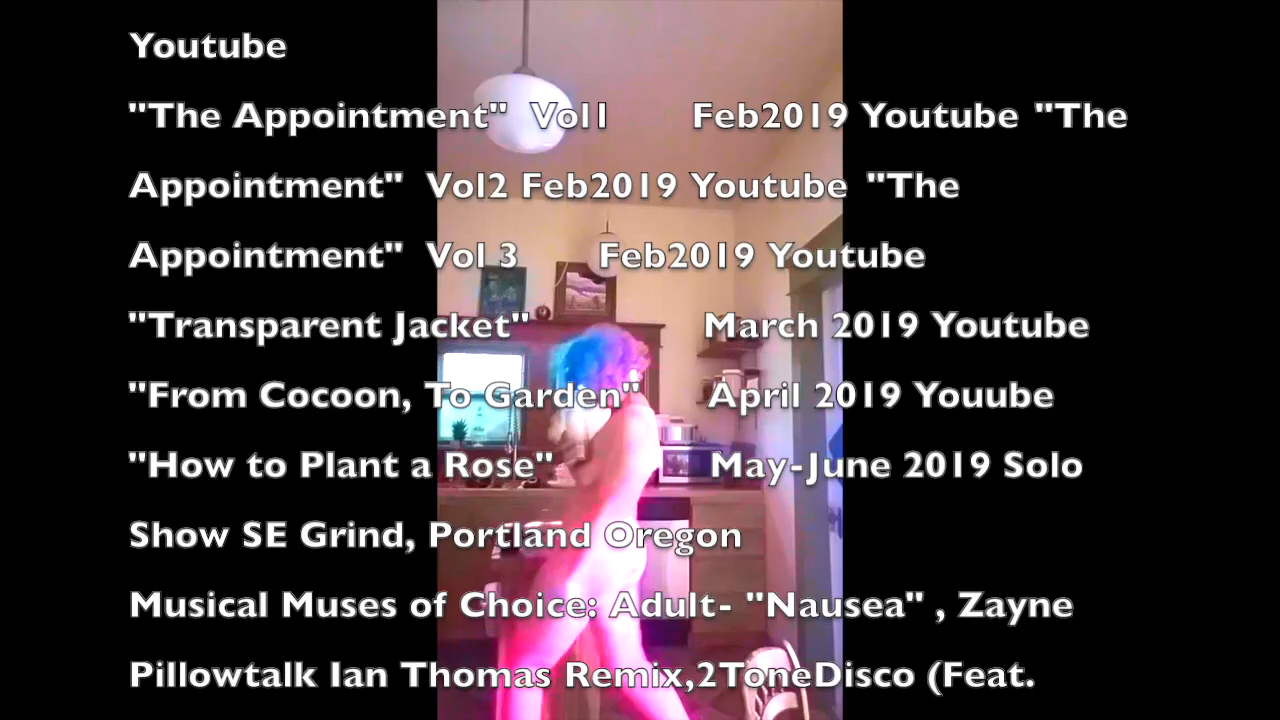 Youtube
"The Appointment" Vol1 Feb2019 Youtube "The
Appointment" Vol2 Feb2019 Youtube "The
Appointment" Vol 3 Feb2019 Youtube
"Transparent Jacket" March 2019 Youtube
"From Cocoon, To Garden" April 2019 Youube
"How to Plant a Rose" May-June 2019 Solo
Show SE Grind, Portland Oregon
Musical Muses of Choice: Adult- "Nausea" , Zayne
Pillowtalk Ian Thomas Remix,2ToneDisco (Feat.